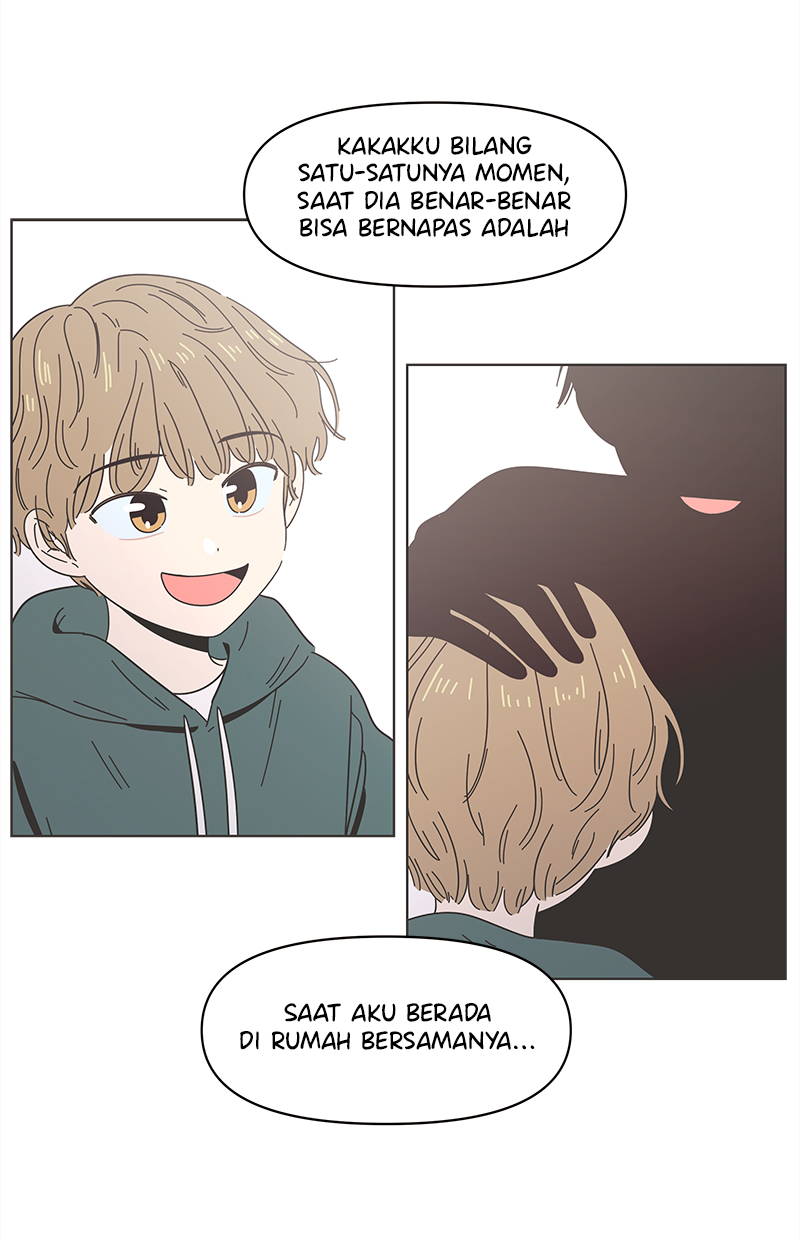 KAKAKKU BILANG
SATU-SATUNYA MOMEN,
SAAT DIA BENAR-BENAR
BISA BERNAPAS ADALAH
SAAT AKU BERADA
DI RUMAH BERSAMANYA...